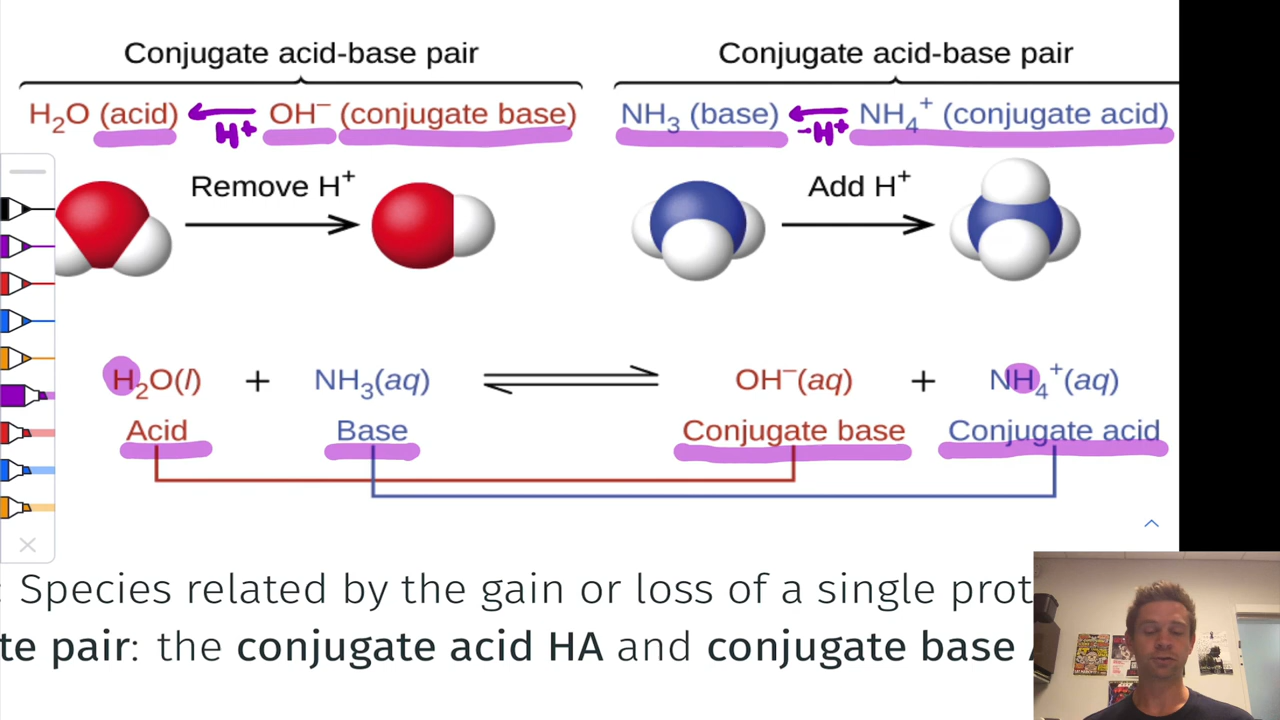 Conjugate acid-base pair Conjugate acid-base pair
H₂O (acid) OH⁻ (conjugate base) NH₃ (base) NH₄⁺ (conjugate acid)
H⁺ -H⁺
Remove H⁺ Add H⁺
H₂O(l) + NH₃(aq) OH⁻(aq) + NH₄⁺(aq)
Acid Base Conjugate base Conjugate acid
: Species related by the gain or loss of a single prot
te pair: the conjugate acid HA and conjugate base